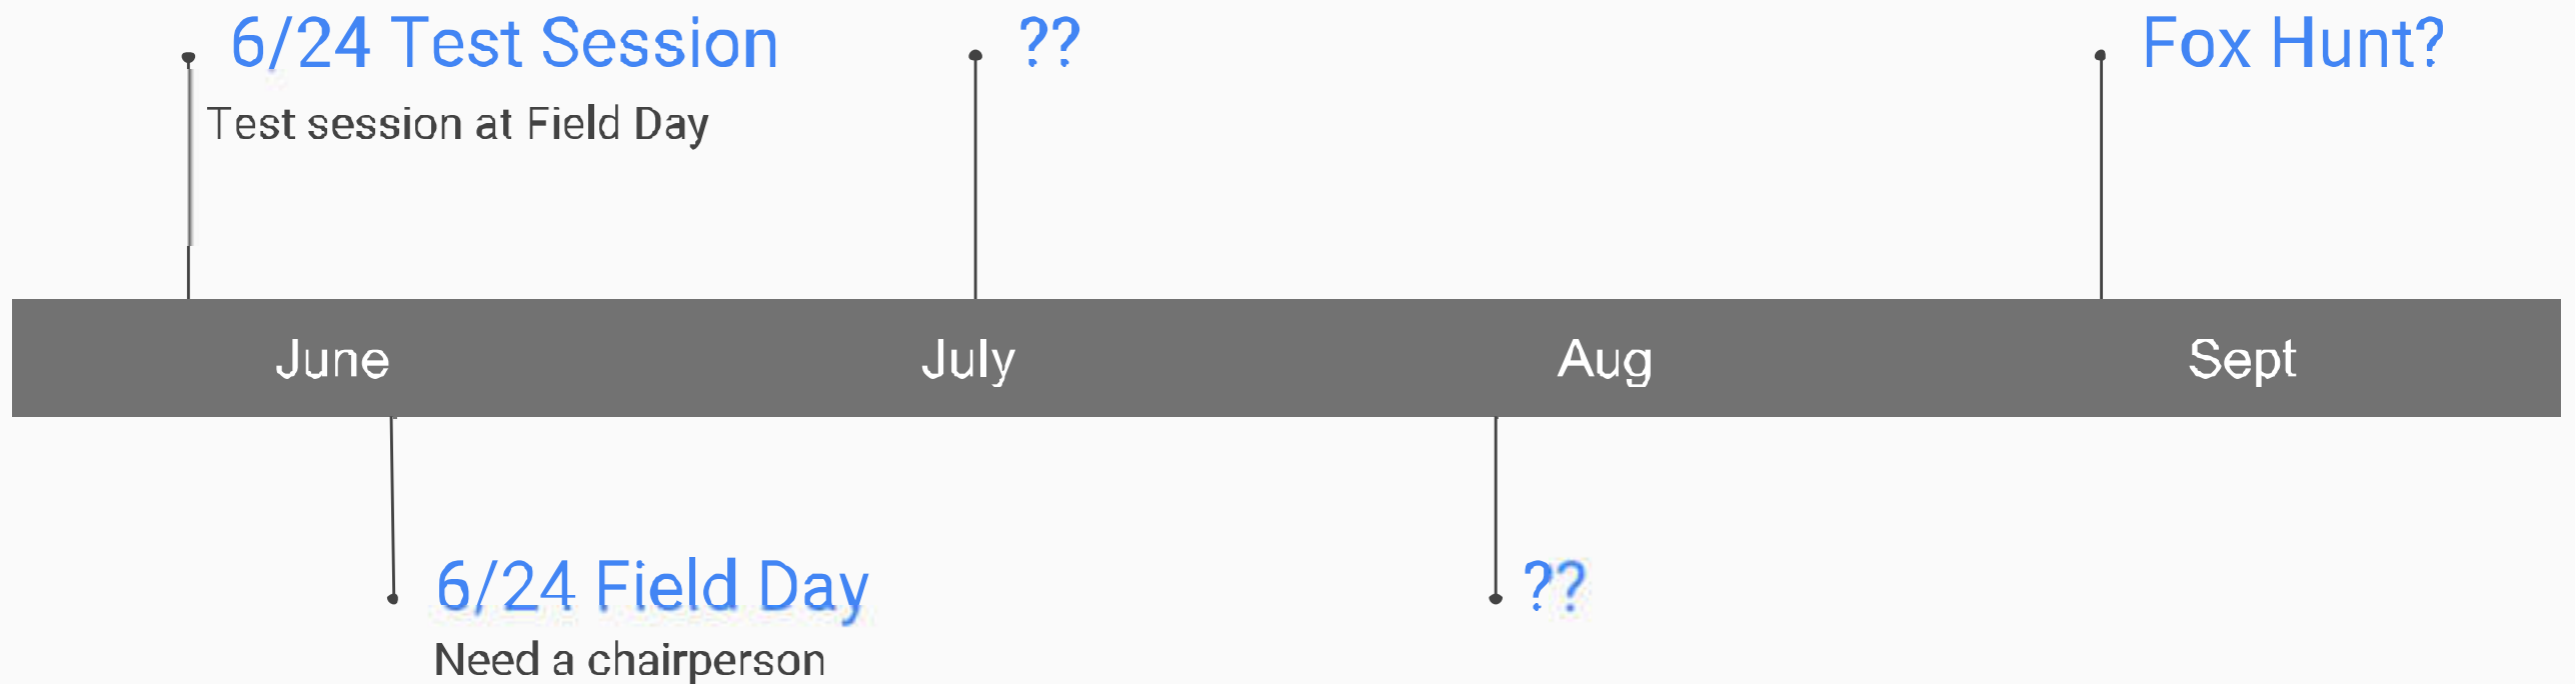 6/24 Test Session
Test session at Field Day
??
Fox Hunt?
June
July
Aug
Sept
6/24 Field Day
Need a chairperson
??